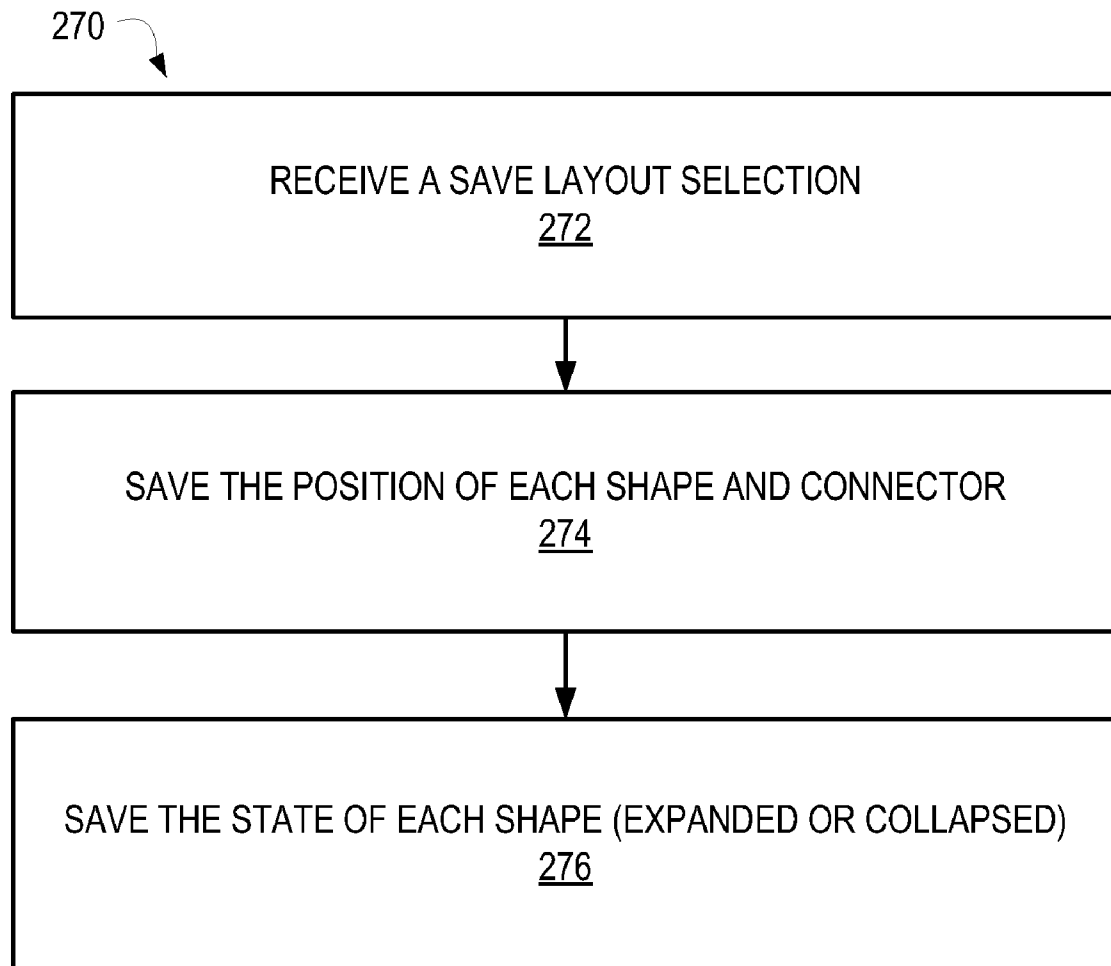 270
RECEIVE A SAVE LAYOUT SELECTION
272
SAVE THE POSITION OF EACH SHAPE AND CONNECTOR
274
SAVE THE STATE OF EACH SHAPE (EXPANDED OR COLLAPSED)
276